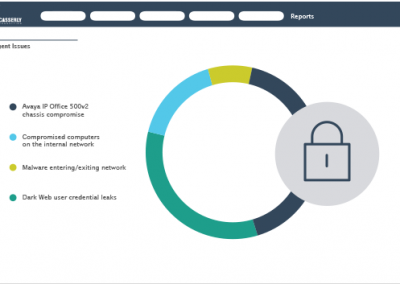 CASSERLY
Reports
ent Issues
Avaya IP Office 500v2
chassis compromise
Compromised computers
on the internal network
Malware entering/exiting network
Dark Web user credential leaks